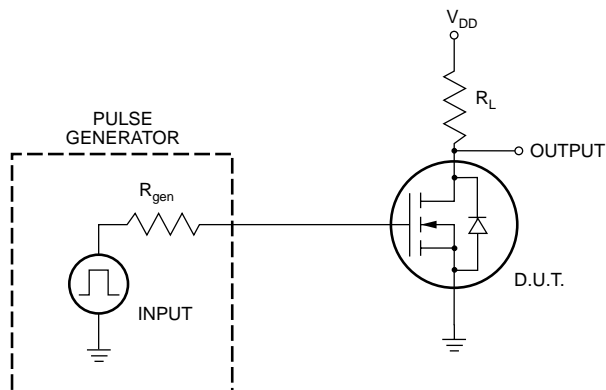 V_DD
R_L
PULSE
GENERATOR
OUTPUT
R_gen
D.U.T.
INPUT